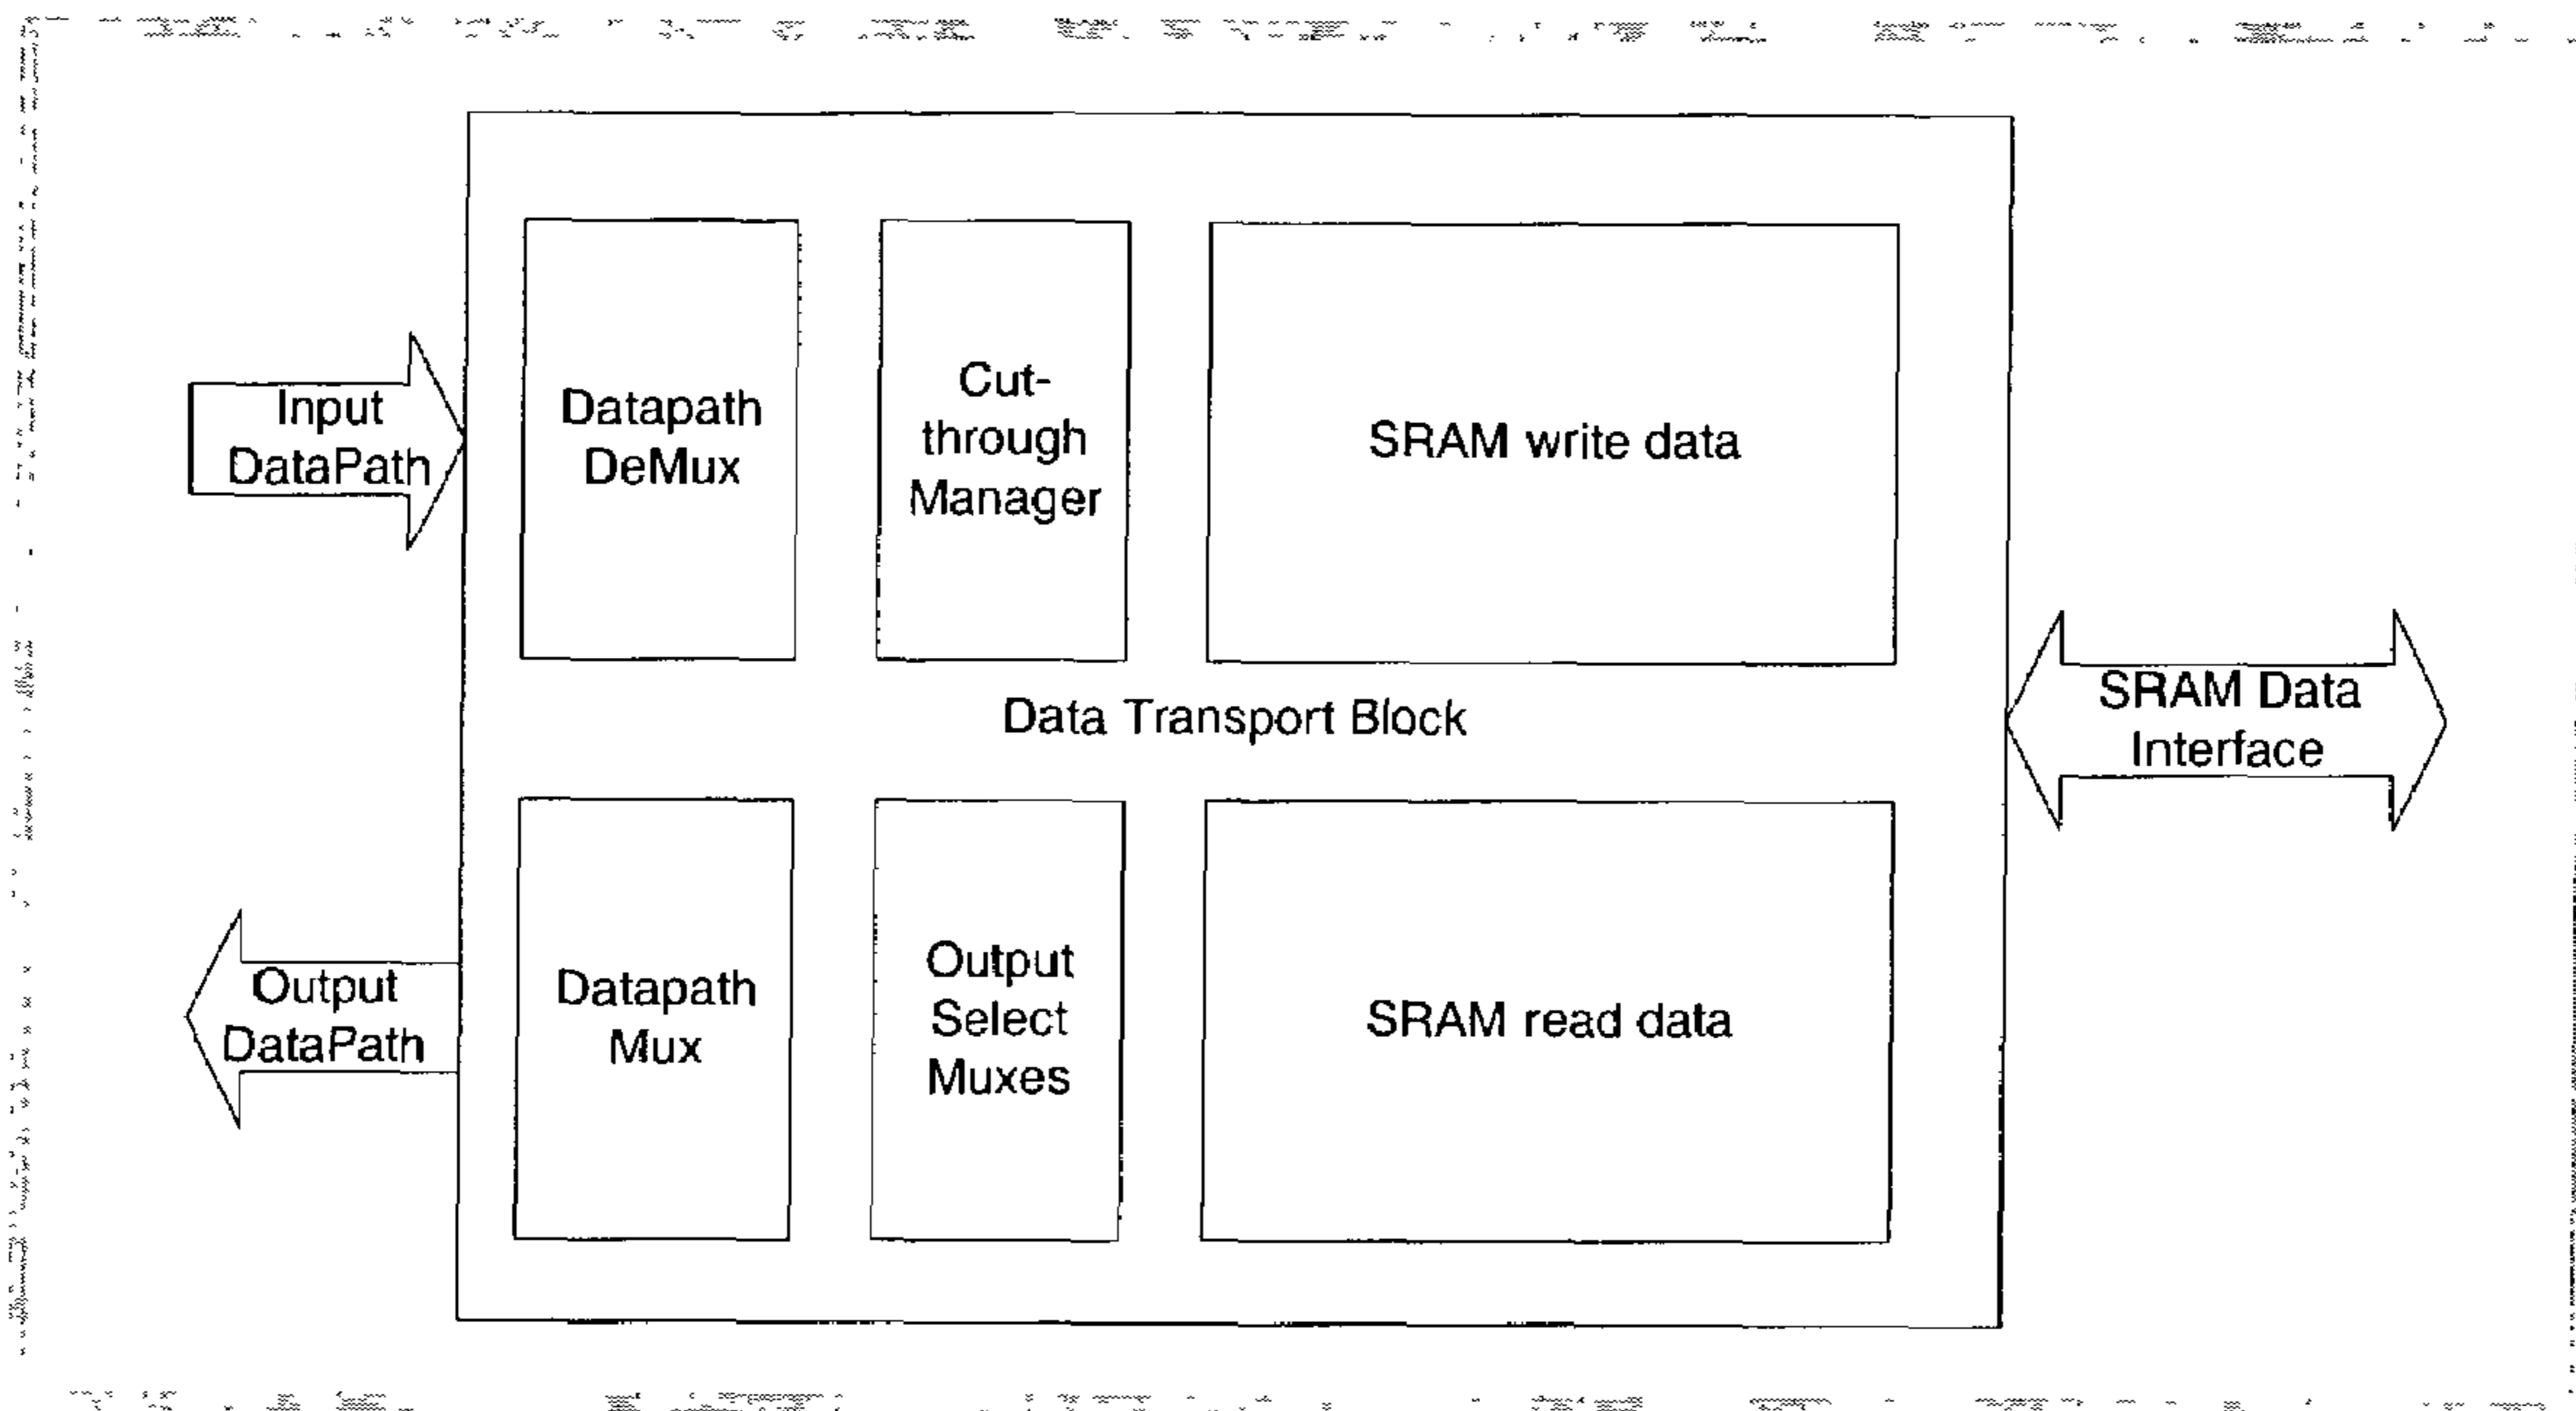 Input
DataPath
Datapath
DeMux
Cut-
through
Manager
SRAM write data
Data Transport Block
SRAM Data
Interface
Output
DataPath
Datapath
Mux
Output
Select
Muxes
SRAM read data